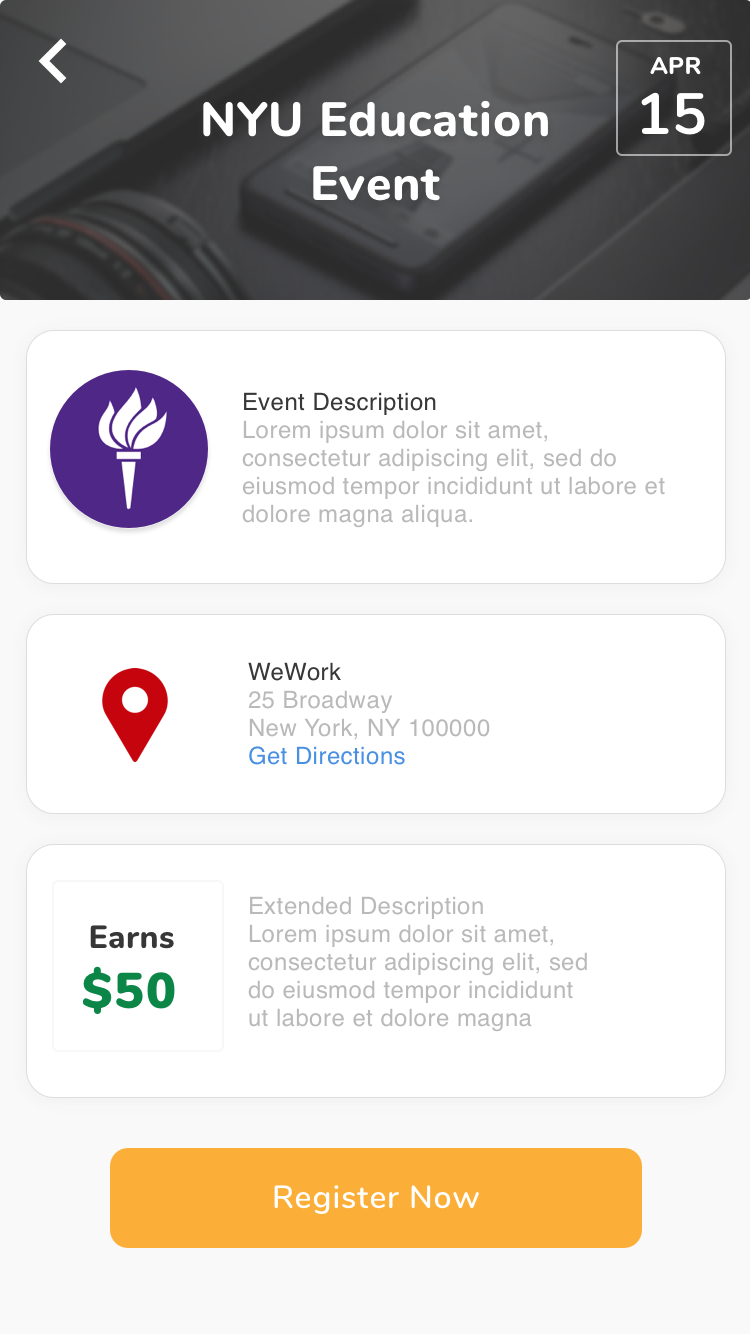 APR
15
NYU Education
Event
Event Description
Lorem ipsum dolor sit amet,
consectetur adipiscing elit, sed do
eiusmod tempor incididunt ut labore et
dolore magna aliqua.
WeWork
25 Broadway
New York, NY 100000
Get Directions
Earns
$50
Extended Description
Lorem ipsum dolor sit amet,
consectetur adipiscing elit, sed
do eiusmod tempor incididunt
ut labore et dolore magna
Register Now